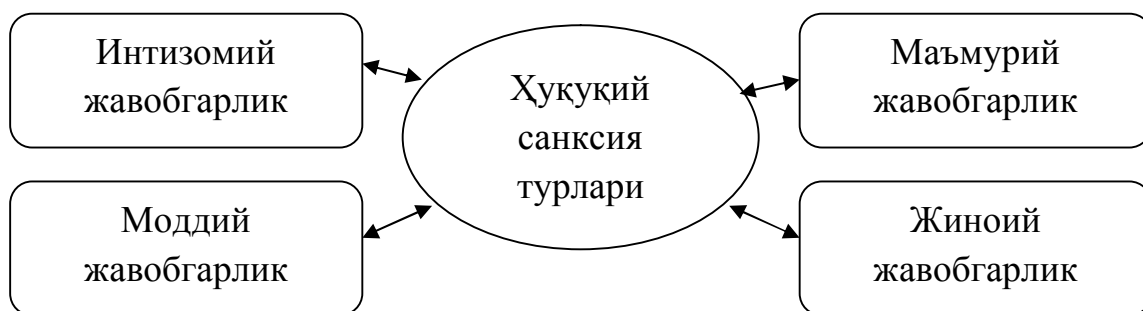 Интизомий
жавобгарлик
Ҳуқуқий
санксия
турлари
Маъмурий
жавобгарлик
Моддий
жавобгарлик
Жиноий
жавобгарлик